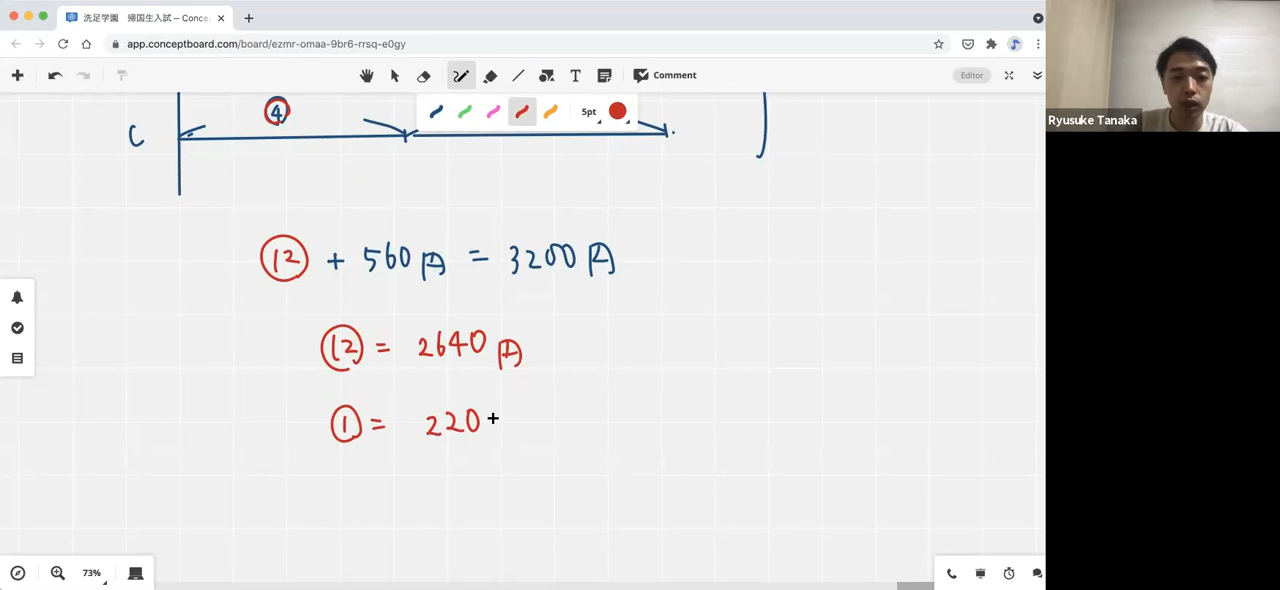 洗足学園 帰国生入試 – Conce
app.conceptboard.com/board/ezmr-omaa-9br6-rrsq-e0gy
T
Comment
Editor
5pt
Ryusuke Tanaka
④
C
⑫ + 560円 = 3200円
⑫ = 2640円
① = 220
73%